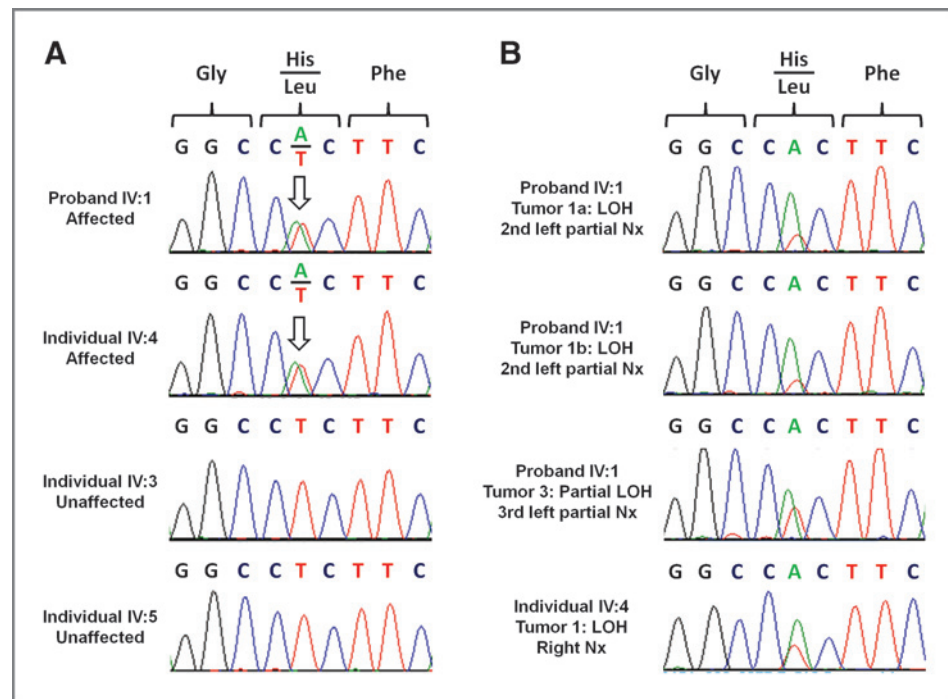 A
Gly
His
Leu
Phe
G G C C A C T T C
T
Proband IV:1
Affected
G G C C A C T T C
T
Individual IV:4
Affected
G G C C T C T T C
Individual IV:3
Unaffected
G G C C T C T T C
Individual IV:5
Unaffected
B
Gly
His
Leu
Phe
G G C C A C T T C
Proband IV:1
Tumor 1a: LOH
2nd left partial Nx
G G C C A C T T C
Proband IV:1
Tumor 1b: LOH
2nd left partial Nx
G G C C A C T T C
Proband IV:1
Tumor 3: Partial LOH
3rd left partial Nx
G G C C A C T T C
Individual IV:4
Tumor 1: LOH
Right Nx